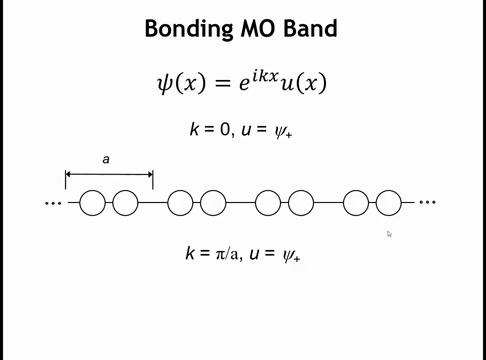 Bonding MO Band
ψ(x) = e^{ikx}u(x)
k = 0, u = ψ₊
a
... ...
k = π/a, u = ψ₊